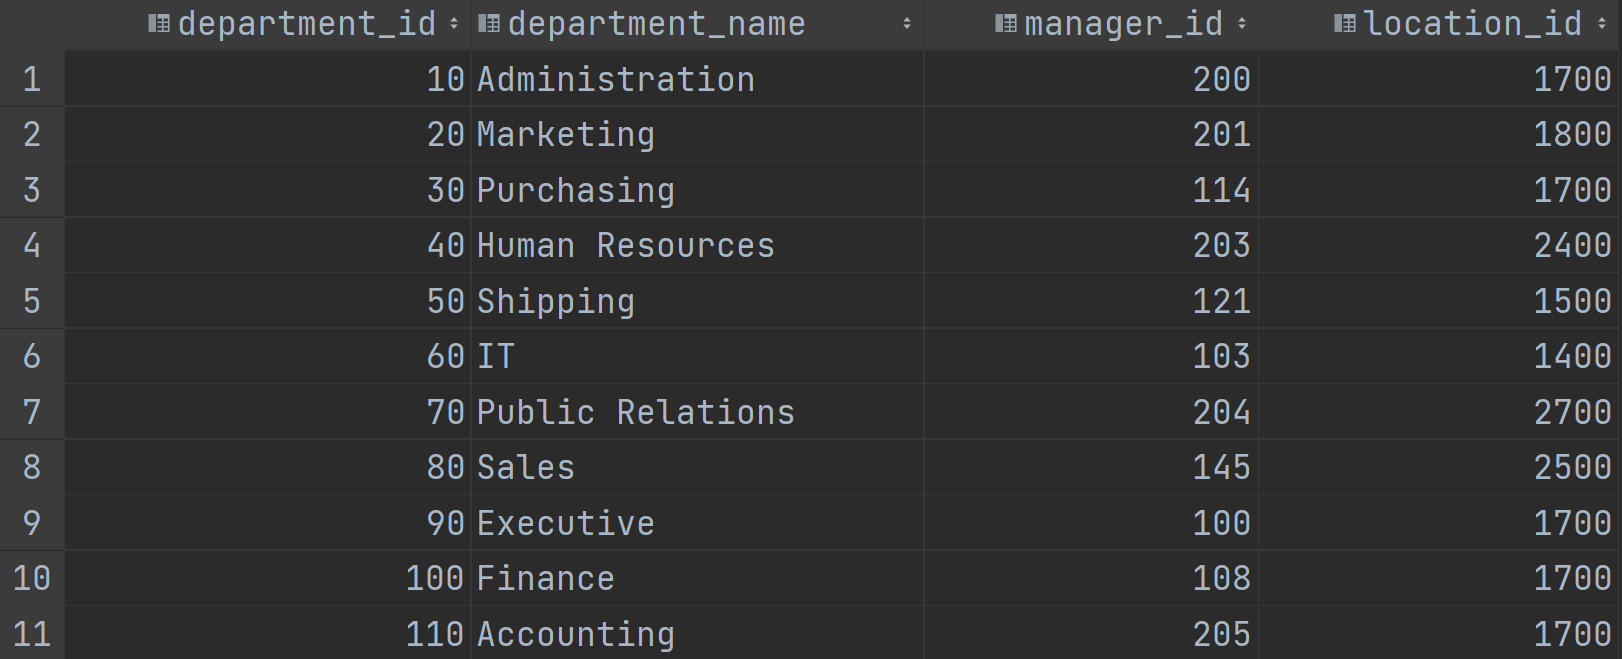 department_id department_name manager_id location_id
1 10 Administration 200 1700
2 20 Marketing 201 1800
3 30 Purchasing 114 1700
4 40 Human Resources 203 2400
5 50 Shipping 121 1500
6 60 IT 103 1400
7 70 Public Relations 204 2700
8 80 Sales 145 2500
9 90 Executive 100 1700
10 100 Finance 108 1700
11 110 Accounting 205 1700